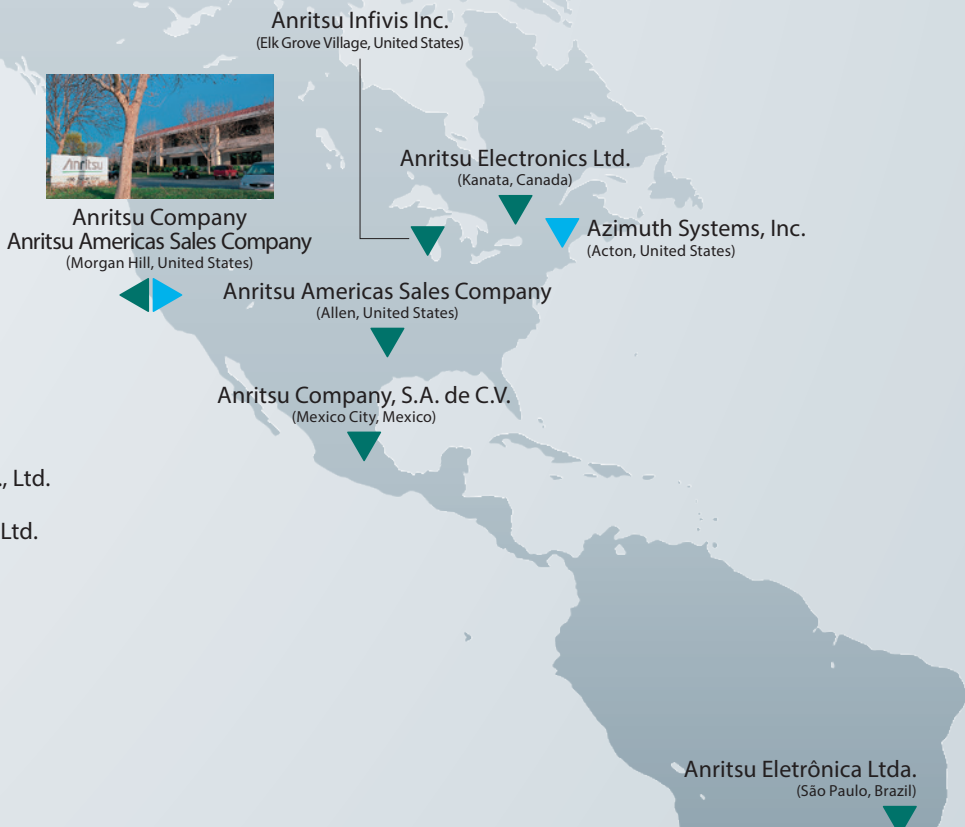 Anritsu Infivis Inc.
(Elk Grove Village, United States)
Anritsu
Anritsu Electronics Ltd.
(Kanata, Canada)
Anritsu Company
Anritsu Americas Sales Company
(Morgan Hill, United States)
Azimuth Systems, Inc.
(Acton, United States)
Anritsu Americas Sales Company
(Allen, United States)
Anritsu Company, S.A. de C.V.
(Mexico City, Mexico)
., Ltd.
Ltd.
Anritsu Eletrônica Ltda.
(São Paulo, Brazil)